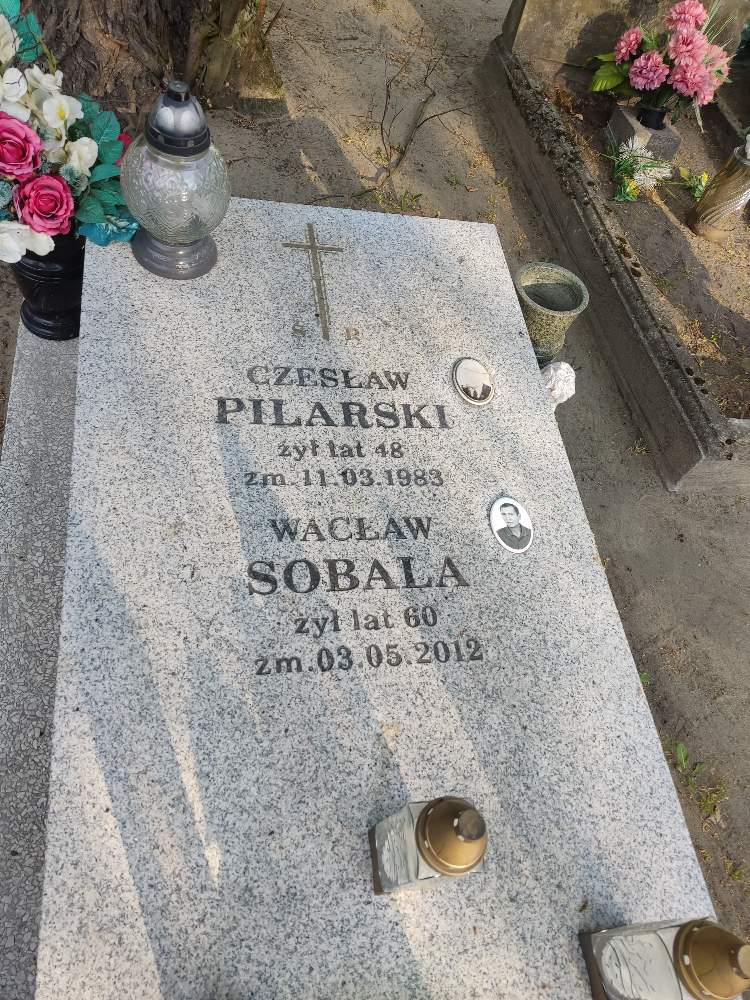 Ś P
CZESŁAW
PILARSKI
żył lat 48
zm. 11.03.1983
WACŁAW
SOBALA
żył lat 60
zm. 03.05.2012